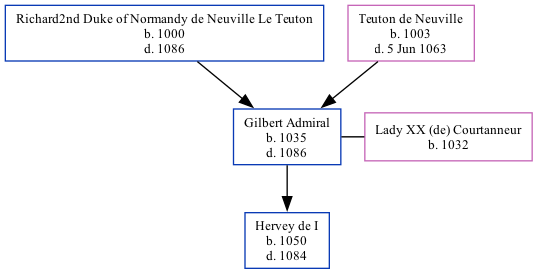 Richard2nd Duke of Normandy de Neuville Le Teuton
b. 1000
d. 1086
Teuton de Neuville
b. 1003
d. 5 Jun 1063
Gilbert Admiral
b. 1035
d. 1086
Lady XX (de) Courtanneur
b. 1032
Hervey de I
b. 1050
d. 1084